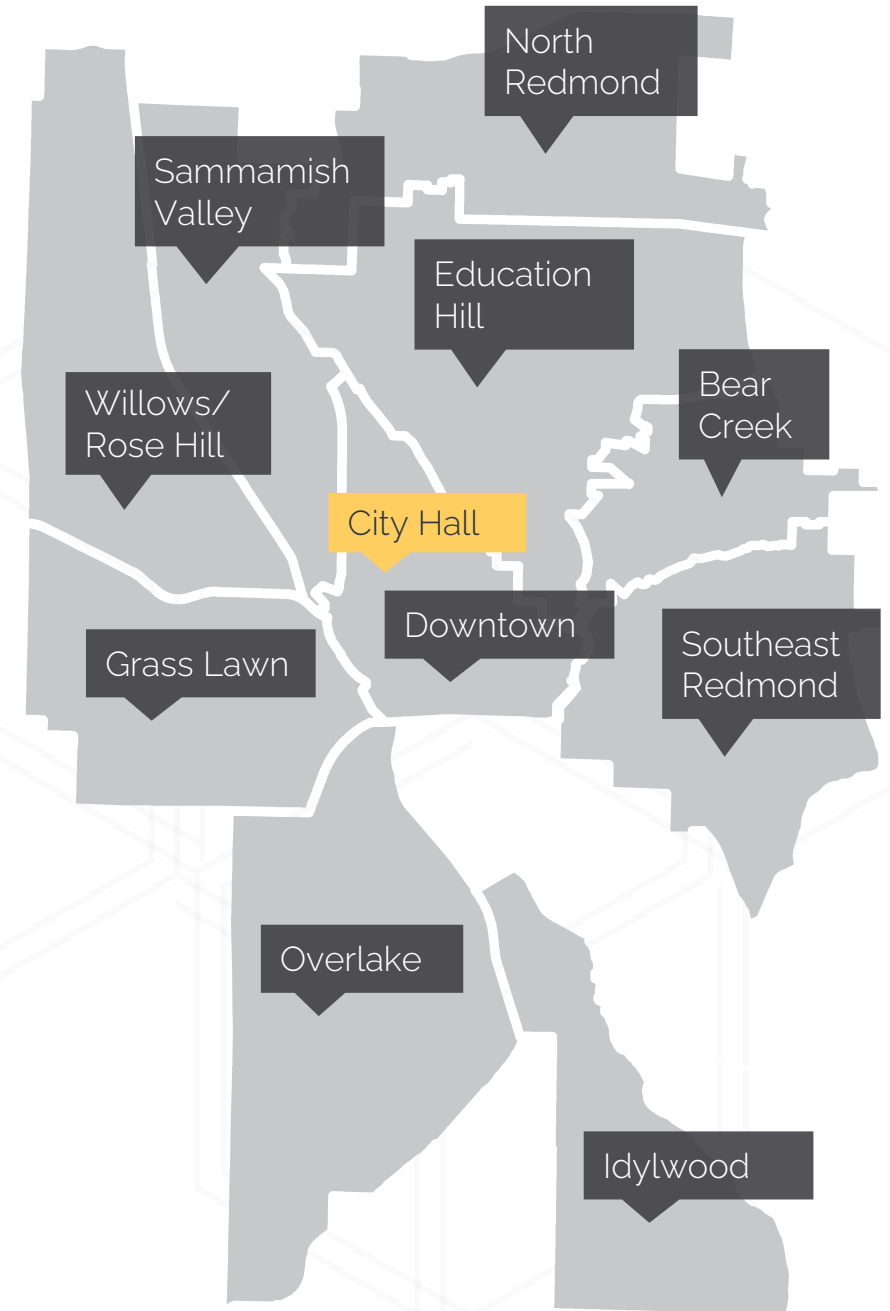 North
Redmond
Sammamish
Valley
Education
Hill
Bear
Creek
Willows/
Rose Hill
City Hall
Downtown
Grass Lawn
Southeast
Redmond
Overlake
Idylwood